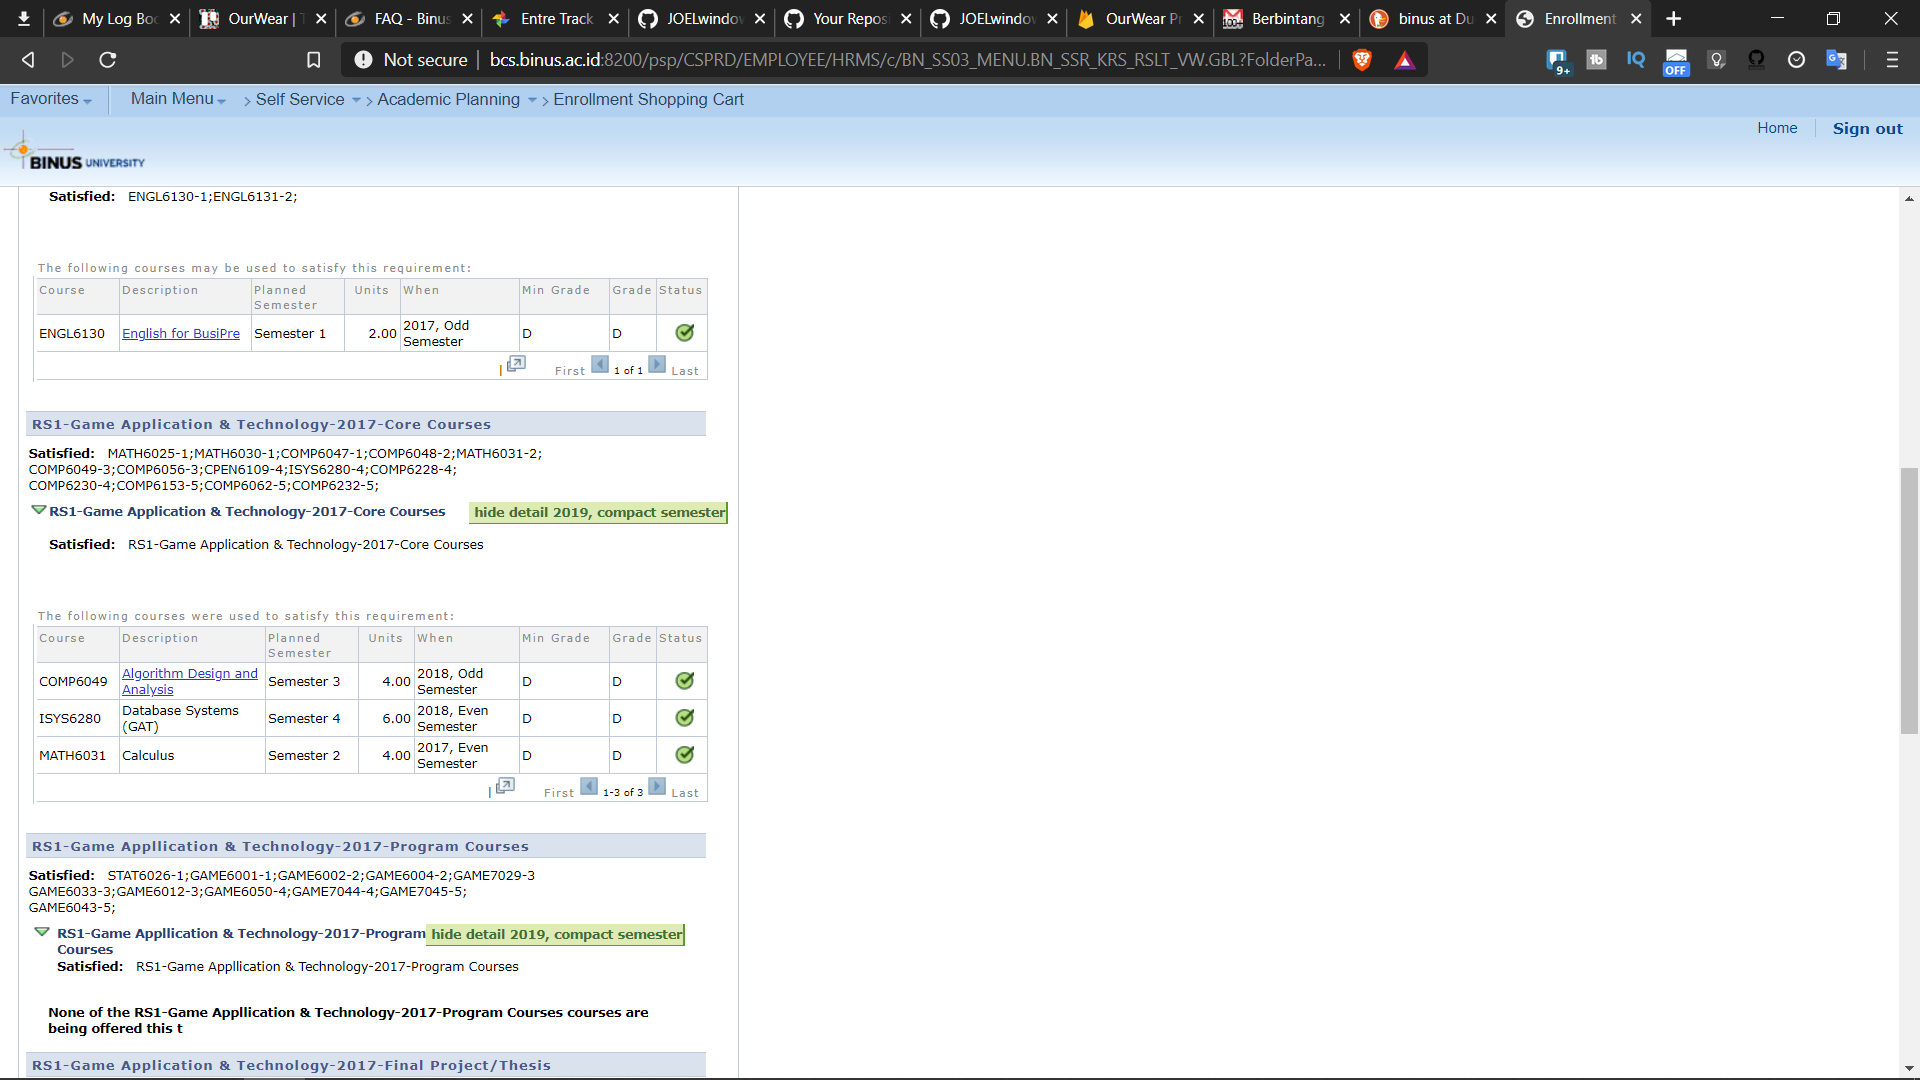 My Log Boo
OurWear | T
FAQ - Binus
Entre Track
JOELwindow
Your Reposi
JOELwindow
OurWear Pr
Berbintang
binus at Du
Enrollment
Not secure
bcs.binus.ac.id:8200/psp/CSPRD/EMPLOYEE/HRMS/c/BN_SS03_MENU.BN_SSR_KRS_RSLT_VW.GBL?FolderPa...
9+
OFF
Favorites
Main Menu
Self Service
Academic Planning
Enrollment Shopping Cart
Home
Sign out
BINUS UNIVERSITY
Satisfied: ENGL6130-1;ENGL6131-2;
The following courses may be used to satisfy this requirement:
Course Description Planned Semester Units When Min Grade Grade Status
ENGL6130 English for BusiPre Semester 1 2.00 2017, Odd Semester D D
First 1 of 1 Last
RS1-Game Application & Technology-2017-Core Courses
Satisfied: MATH6025-1;MATH6030-1;COMP6047-1;COMP6048-2;MATH6031-2;
COMP6049-3;COMP6056-3;CPEN6109-4;ISYS6280-4;COMP6228-4;
COMP6230-4;COMP6153-5;COMP6062-5;COMP6232-5;
RS1-Game Application & Technology-2017-Core Courses
hide detail 2019, compact semester
Satisfied: RS1-Game Application & Technology-2017-Core Courses
The following courses were used to satisfy this requirement:
Course Description Planned Semester Units When Min Grade Grade Status
COMP6049 Algorithm Design and Analysis Semester 3 4.00 2018, Odd Semester D D
ISYS6280 Database Systems (GAT) Semester 4 6.00 2018, Even Semester D D
MATH6031 Calculus Semester 2 4.00 2017, Even Semester D D
First 1-3 of 3 Last
RS1-Game Appllication & Technology-2017-Program Courses
Satisfied: STAT6026-1;GAME6001-1;GAME6002-2;GAME6004-2;GAME7029-3
GAME6033-3;GAME6012-3;GAME6050-4;GAME7044-4;GAME7045-5;
GAME6043-5;
RS1-Game Appllication & Technology-2017-Program
Courses
hide detail 2019, compact semester
Satisfied: RS1-Game Appllication & Technology-2017-Program Courses
None of the RS1-Game Appllication & Technology-2017-Program Courses courses are
being offered this t
RS1-Game Application & Technology-2017-Final Project/Thesis